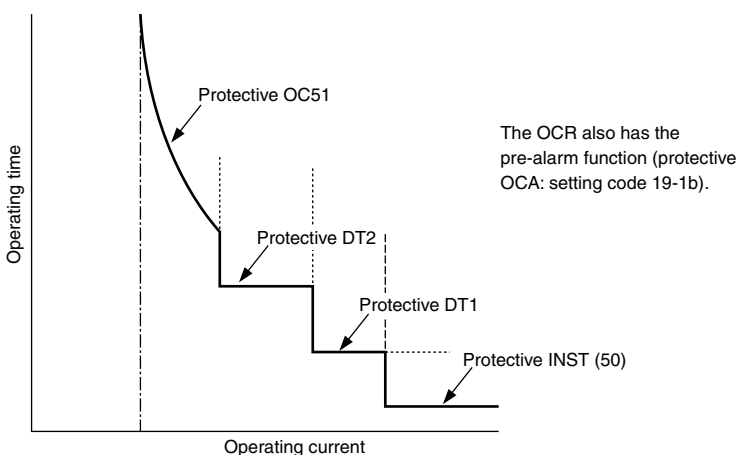 Protective OC51
The OCR also has the
pre-alarm function (protective
OCA: setting code 19-1b).
Operating time
Protective DT2
Protective DT1
Protective INST (50)
Operating current